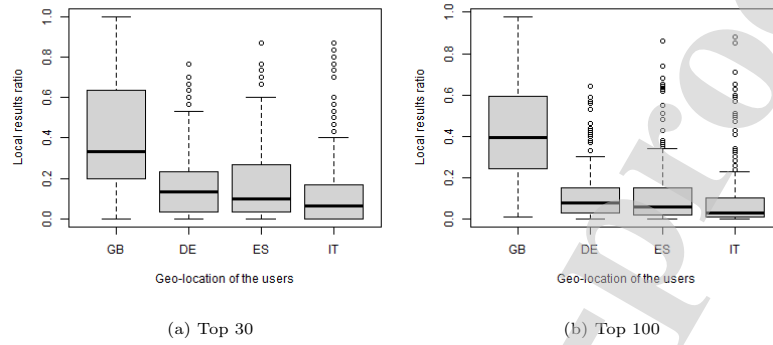 Local results ratio
1.0
0.8
0.6
0.4
0.2
0.0
GB DE ES IT
Geo-location of the users
(a) Top 30
Local results ratio
1.0
0.8
0.6
0.4
0.2
0.0
GB DE ES IT
Geo-location of the users
(b) Top 100